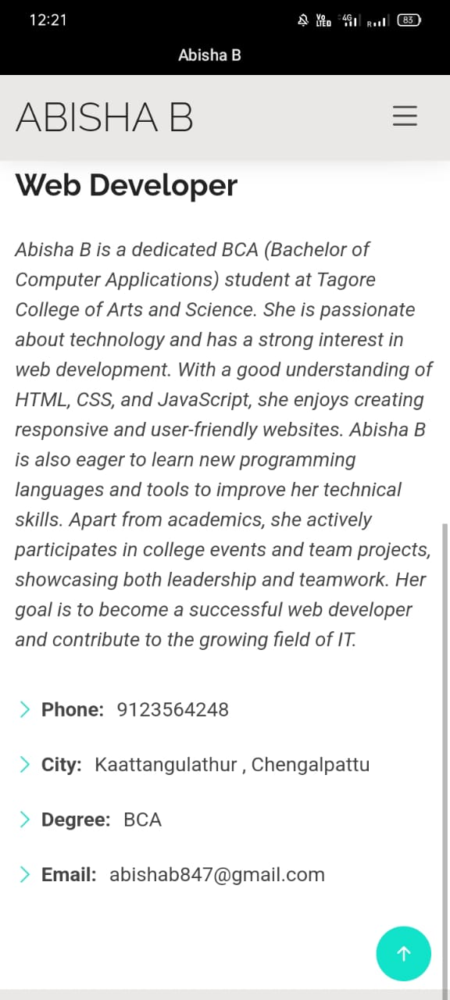 12:21
Vo LTED 4G R 83
Abisha B
ABISHA B
Web Developer
Abisha B is a dedicated BCA (Bachelor of
Computer Applications) student at Tagore
College of Arts and Science. She is passionate
about technology and has a strong interest in
web development. With a good understanding of
HTML, CSS, and JavaScript, she enjoys creating
responsive and user-friendly websites. Abisha B
is also eager to learn new programming
languages and tools to improve her technical
skills. Apart from academics, she actively
participates in college events and team projects,
showcasing both leadership and teamwork. Her
goal is to become a successful web developer
and contribute to the growing field of IT.
Phone: 9123564248
City: Kaattangulathur , Chengalpattu
Degree: BCA
Email: abishab847@gmail.com